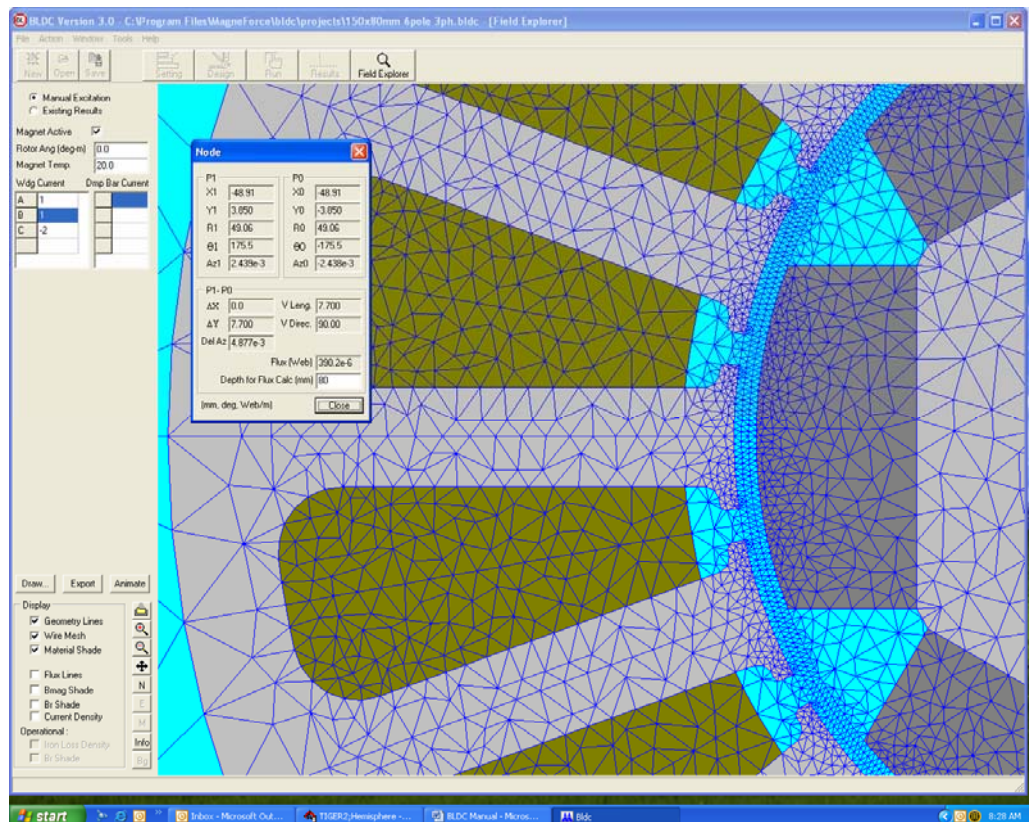 BLDC Version 3.0 - C:\Program Files\MagneForce\bldc\projects\150x80mm 4pole 3ph.bldc - [Field Explorer]
File Action Window Tools Help
New Open Save Setting Design Run Results Field Explorer
Manual Excitation
Existing Results
Magnet Active
Rotor Ang (deg-m) 0.0
Magnet Temp. 20.0
Wdg Current Dmp Bar Current
A 1
B 1
C -2
Node
P1 P0
X1 -48.91 X0 -48.91
Y1 3.850 Y0 -3.850
R1 49.06 R0 49.06
θ1 175.5 θ0 -175.5
Az1 2.439e-3 Az0 -2.438e-3
P1- P0
ΔX 0.0 V Leng. 7.700
ΔY 7.700 V Direc. 90.00
Del Az 4.877e-3
Flux (Web) 390.2e-6
Depth for Flux Calc (mm) 80
(mm, deg, Web/m) Close
Draw... Export Animate
Display
Geometry Lines
Wire Mesh
Material Shade
Flux Lines
Bmag Shade
Br Shade
Current Density
Operational :
Iron Loss Density
Br Shade
N
E
M
Info
Rg
start
Inbox - Microsoft Out...
TIGER2;Hemisphere -...
BLDC Manual - Micros...
Bldc
8:28 AM